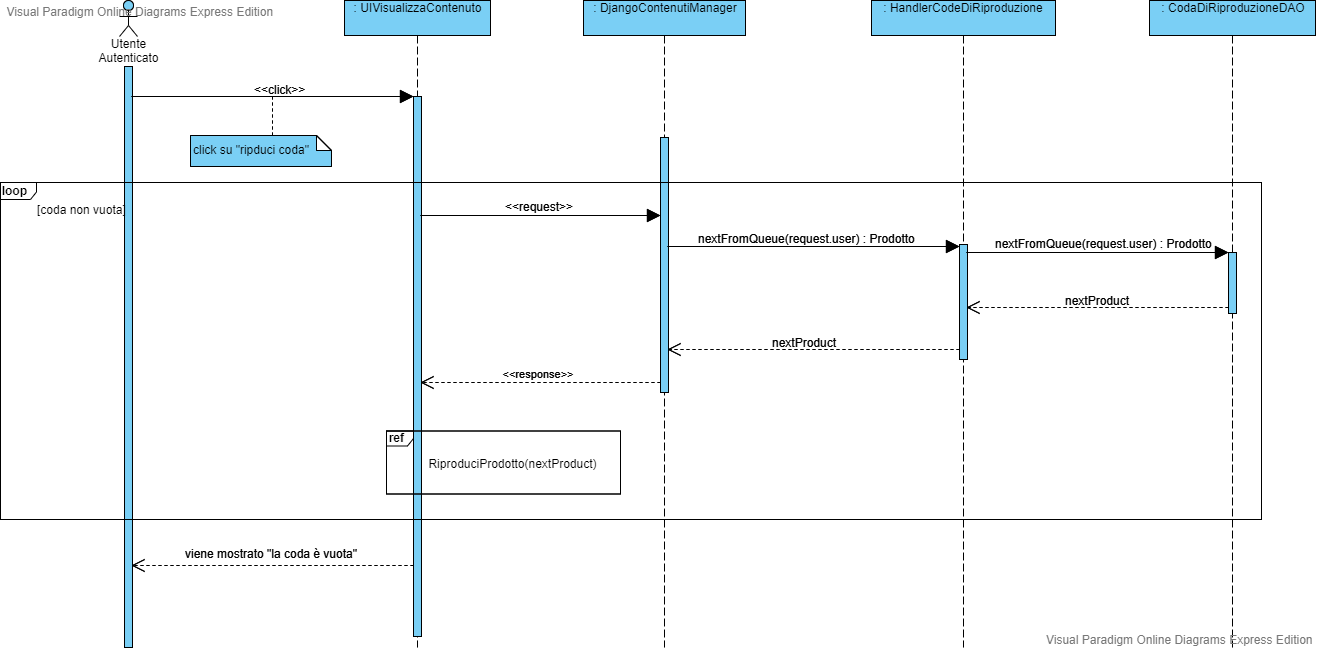 Visual Paradigm Online Diagrams Express Edition
: UIVisualizzaContenuto
: DjangoContenutiManager
: HandlerCodeDiRiproduzione
: CodaDiRiproduzioneDAO
Utente
Autenticato
<<click>>
click su "ripduci coda"
loop
[coda non vuota]
<<request>>
nextFromQueue(request.user) : Prodotto
nextFromQueue(request.user) : Prodotto
nextProduct
nextProduct
<<response>>
ref
RiproduciProdotto(nextProduct)
viene mostrato "la coda è vuota"
Visual Paradigm Online Diagrams Express Edition